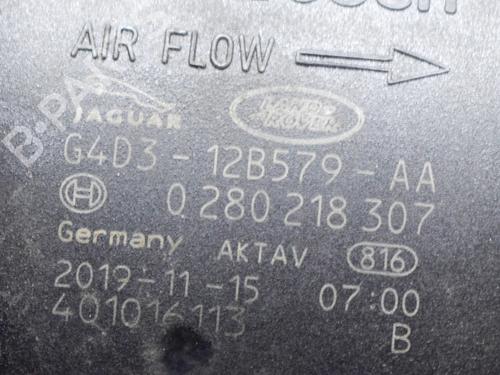 AIR FLOW
JAGUAR LAND ROVER
G4D3-12B579-AA
0 280 218 307
Germany AKTAV 816
2019-11-15 07:00
401016113 B